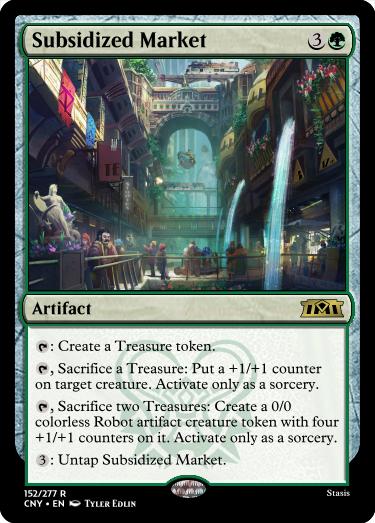 Subsidized Market 3
Artifact
: Create a Treasure token.
, Sacrifice a Treasure: Put a +1/+1 counter
on target creature. Activate only as a sorcery.
, Sacrifice two Treasures: Create a 0/0
colorless Robot artifact creature token with four
+1/+1 counters on it. Activate only as a sorcery.
3: Untap Subsidized Market.
152/277 R Stasis
CNY • EN Tyler Edlin